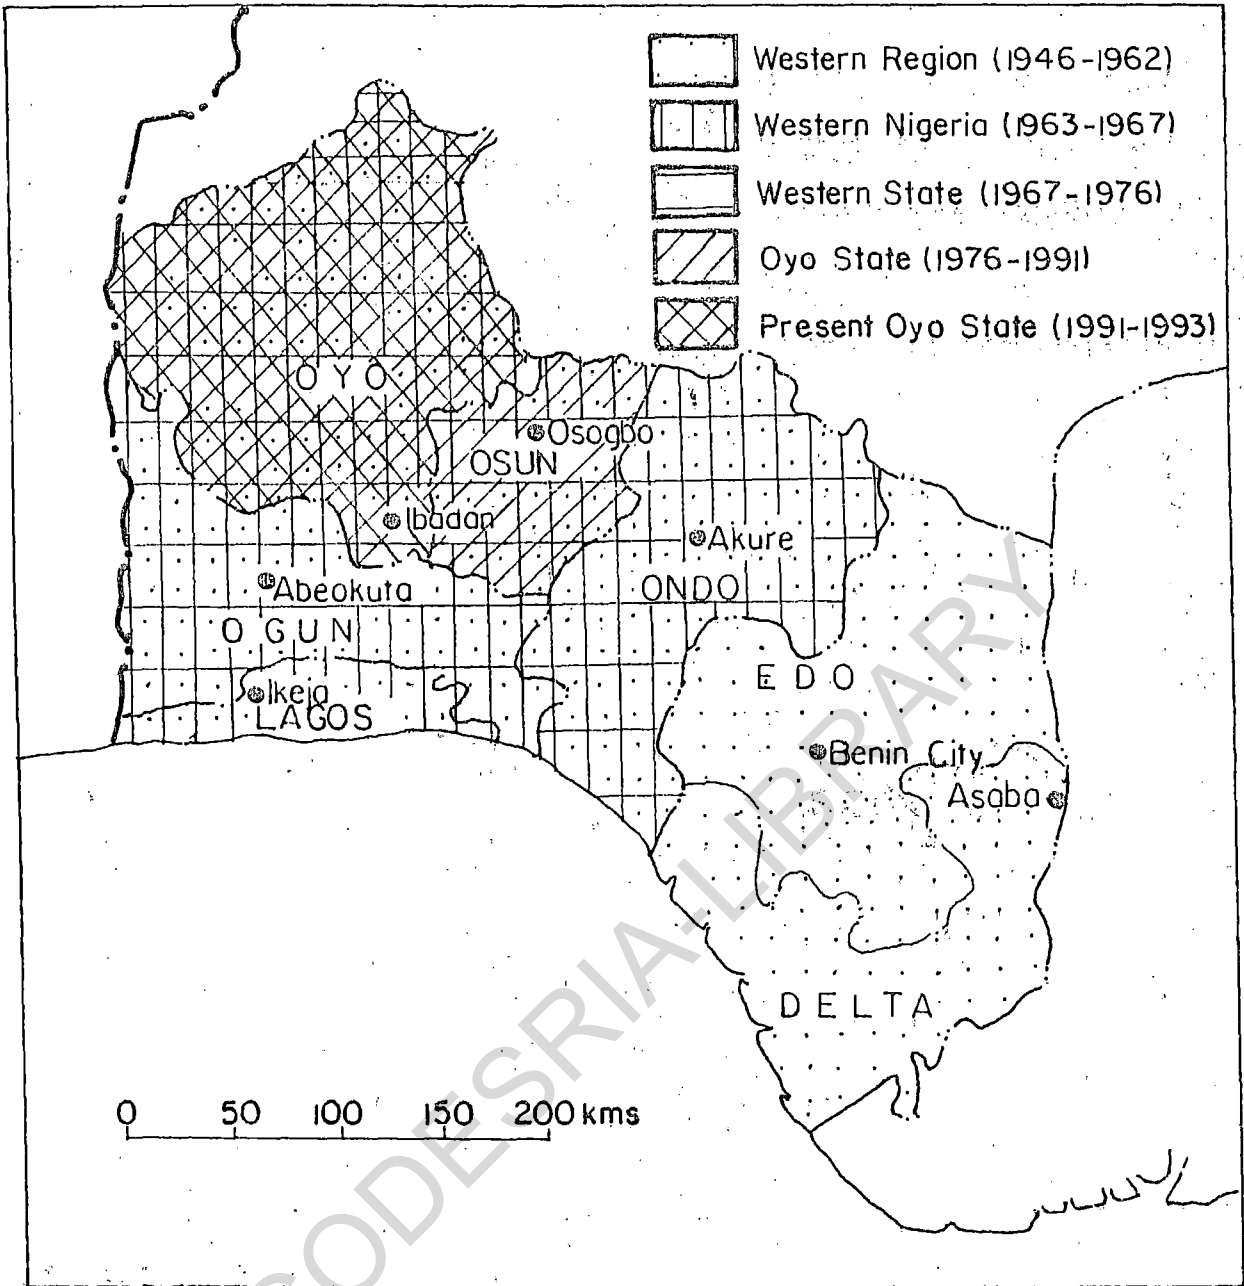 Western Region (1946-1962)
Western Nigeria (1963-1967)
Western State (1967-1976)
Oyo State (1976-1991)
Present Oyo State (1991-1993)
OYO
Osogbo
OSUN
Ibadan
Akure
Abeokuta
ONDO
OGUN
EDO
Ikeja
LAGOS
Benin City
Asaba
DELTA
0 50 100 150 200 kms
CODESRIA-LIBRARY